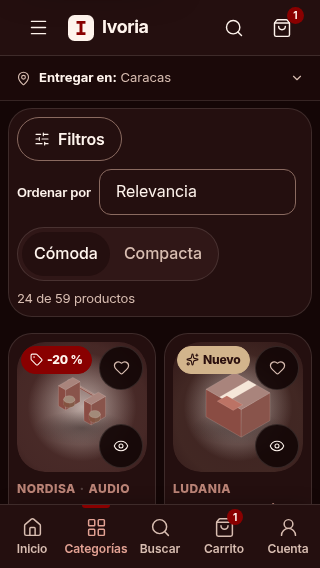 I Ivoria 1
Entregar en: Caracas
Filtros
Ordenar por Relevancia
Cómoda Compacta
24 de 59 productos
-20 % Nuevo
NORDISA · AUDIO LUDANIA
1
Inicio Categorías Buscar Carrito Cuenta